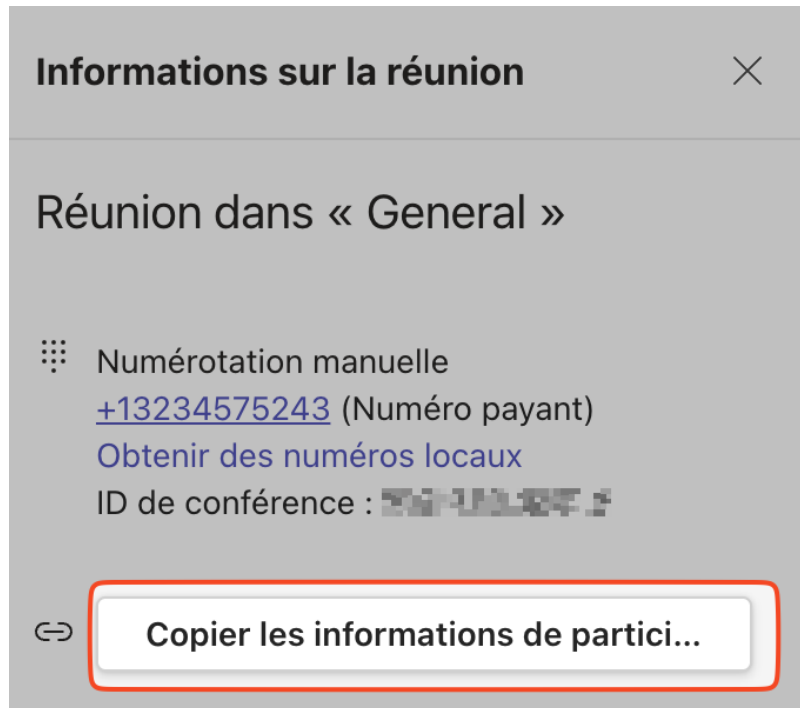 Informations sur la réunion
Réunion dans « General »
Numérotation manuelle
+13234575243 (Numéro payant)
Obtenir des numéros locaux
ID de conférence :
Copier les informations de partici...